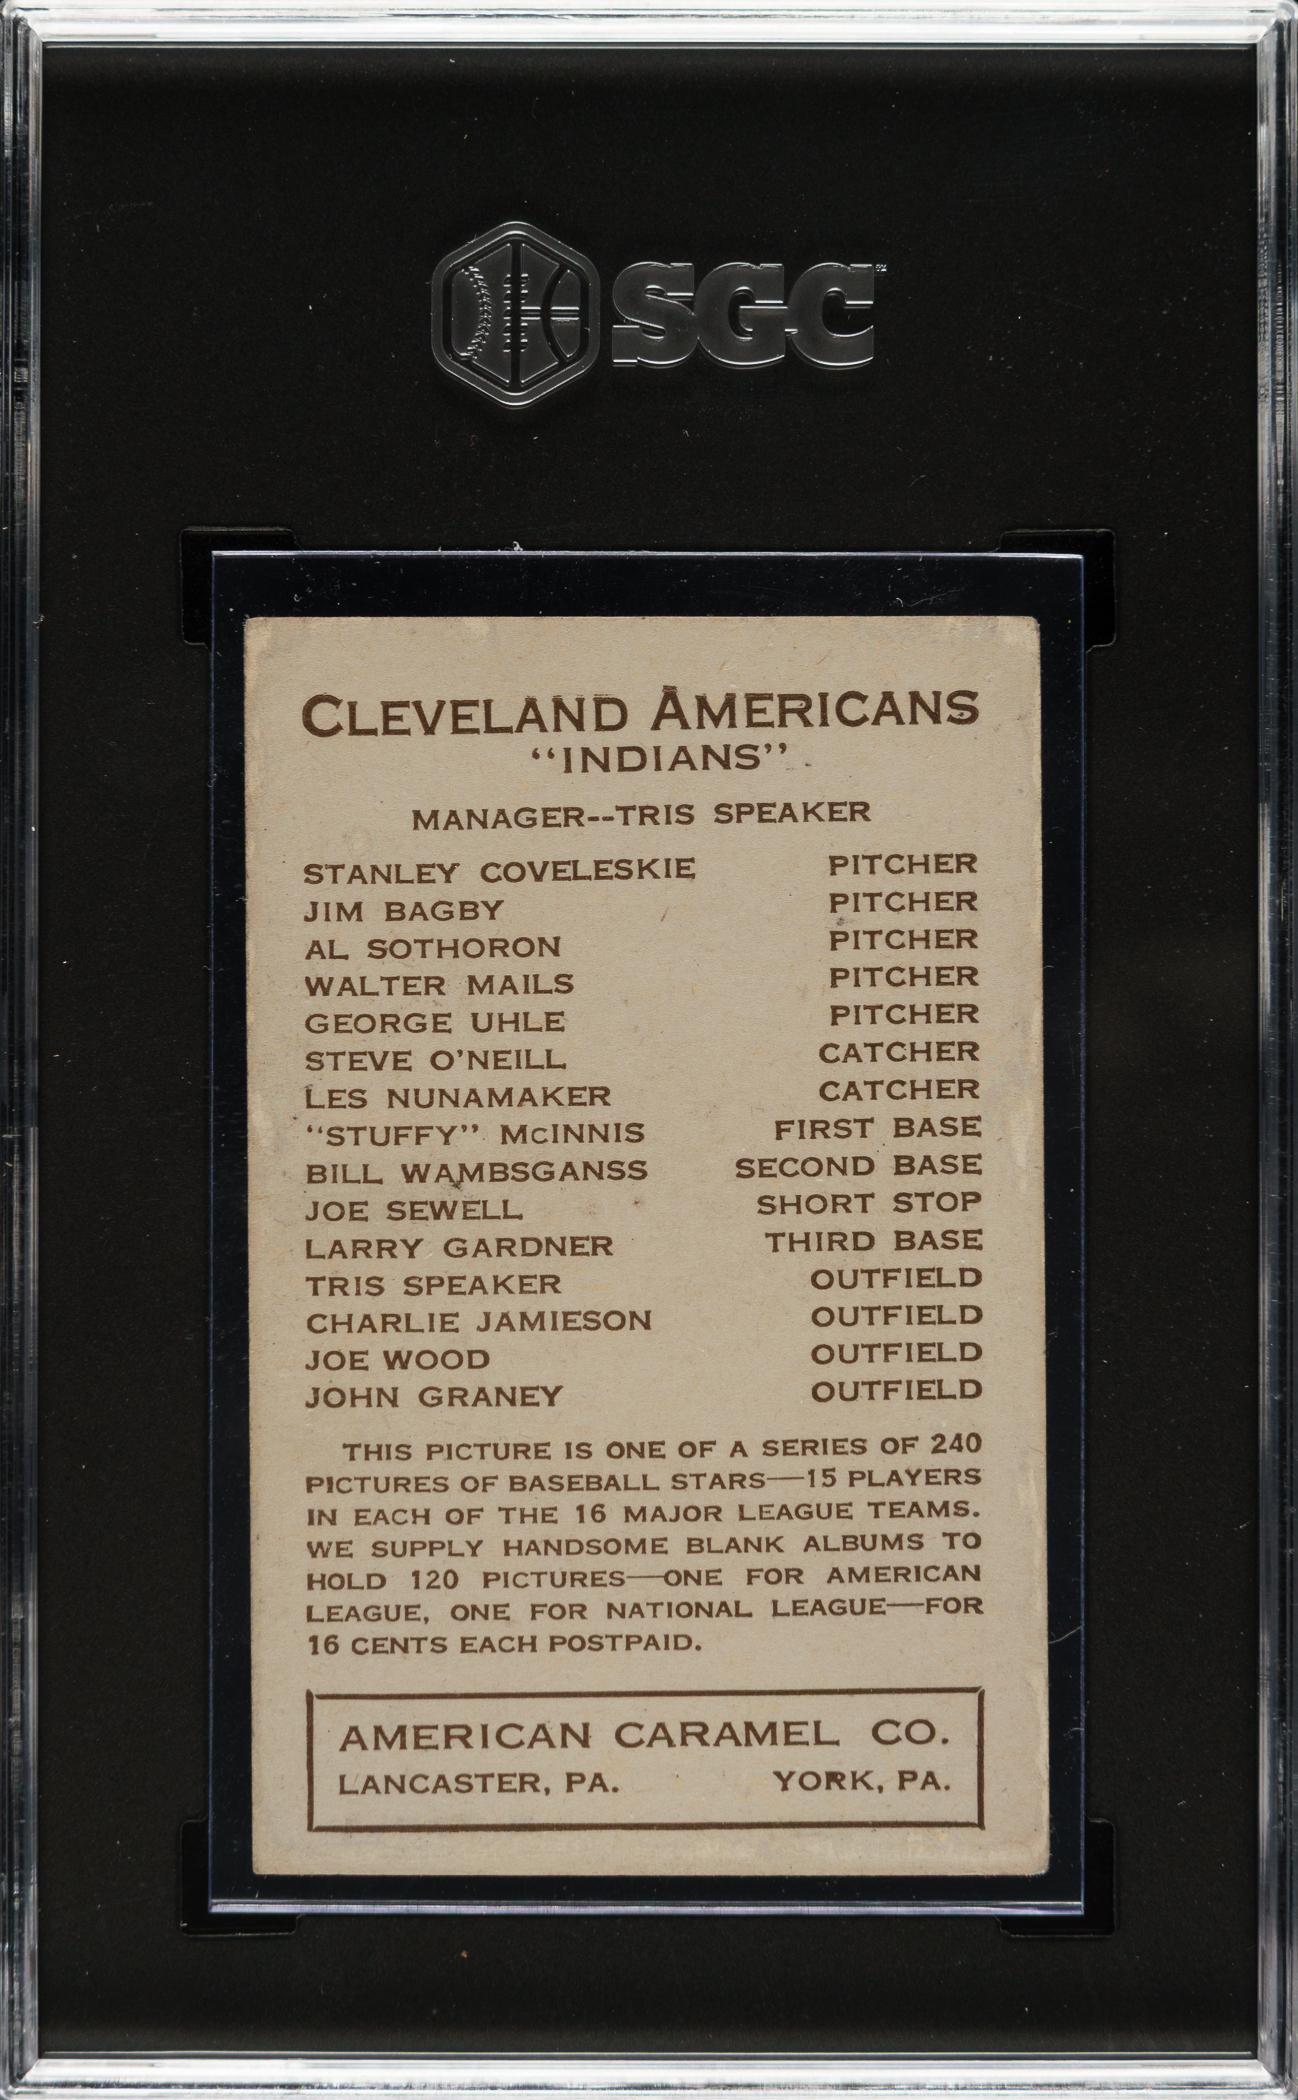 SGC
CLEVELAND AMERICANS
"INDIANS"
MANAGER--TRIS SPEAKER
STANLEY COVELESKIE PITCHER
JIM BAGBY PITCHER
AL SOTHORON PITCHER
WALTER MAILS PITCHER
GEORGE UHLE PITCHER
STEVE O'NEILL CATCHER
LES NUNAMAKER CATCHER
"STUFFY" McINNIS FIRST BASE
BILL WAMBSGANSS SECOND BASE
JOE SEWELL SHORT STOP
LARRY GARDNER THIRD BASE
TRIS SPEAKER OUTFIELD
CHARLIE JAMIESON OUTFIELD
JOE WOOD OUTFIELD
JOHN GRANEY OUTFIELD
THIS PICTURE IS ONE OF A SERIES OF 240
PICTURES OF BASEBALL STARS—15 PLAYERS
IN EACH OF THE 16 MAJOR LEAGUE TEAMS.
WE SUPPLY HANDSOME BLANK ALBUMS TO
HOLD 120 PICTURES—ONE FOR AMERICAN
LEAGUE, ONE FOR NATIONAL LEAGUE—FOR
16 CENTS EACH POSTPAID.
AMERICAN CARAMEL CO.
LANCASTER, PA. YORK, PA.